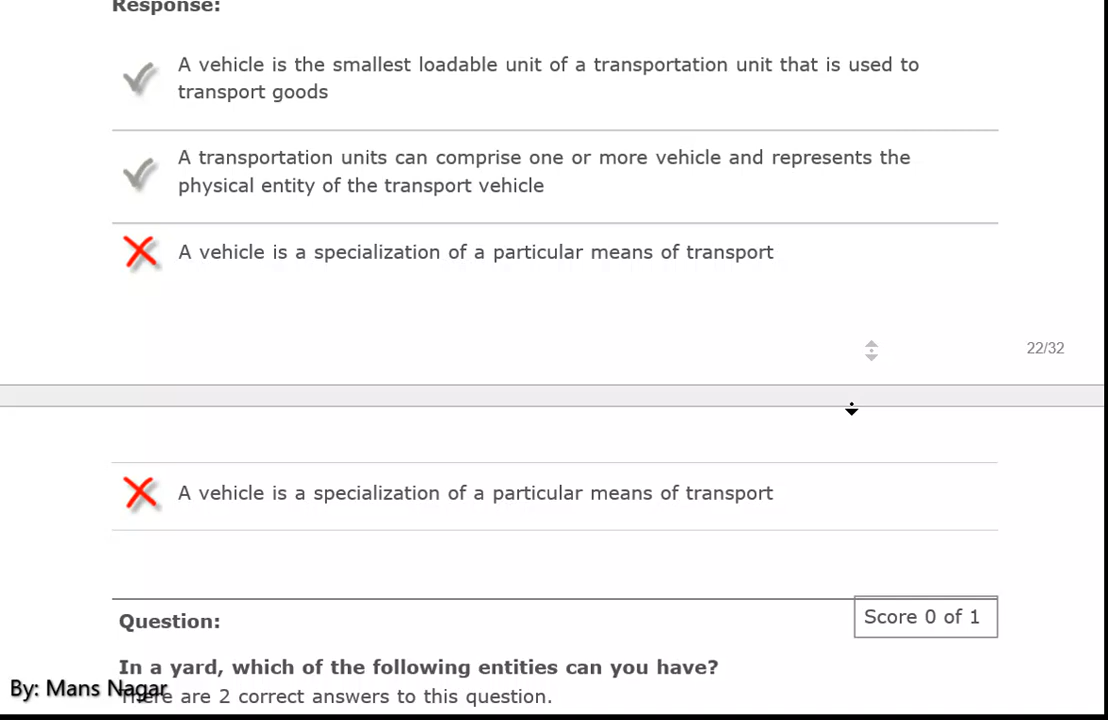 Response:
A vehicle is the smallest loadable unit of a transportation unit that is used to
transport goods
A transportation units can comprise one or more vehicle and represents the
physical entity of the transport vehicle
A vehicle is a specialization of a particular means of transport
22/32
A vehicle is a specialization of a particular means of transport
Question:
Score 0 of 1
In a yard, which of the following entities can you have?
There are 2 correct answers to this question.
By: Mans Nagar